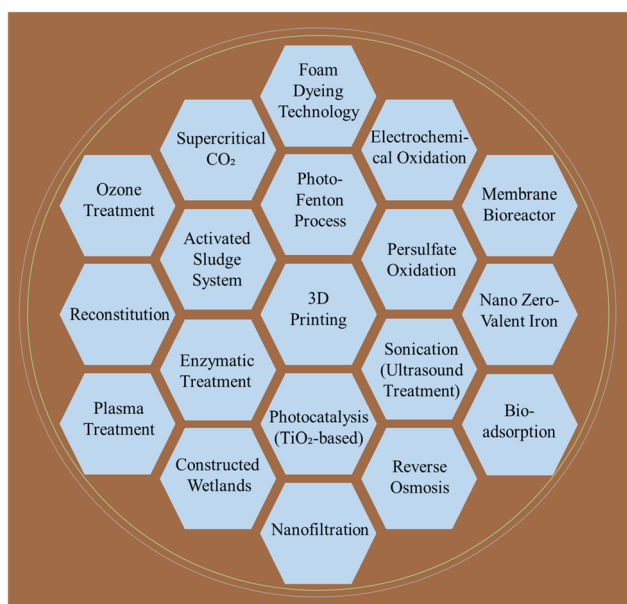 Foam
Dyeing
Technology
Supercritical
CO₂
Electrochemi-
cal Oxidation
Ozone
Treatment
Photo-
Fenton
Process
Membrane
Bioreactor
Activated
Sludge
System
Persulfate
Oxidation
Reconstitution
3D
Printing
Nano Zero-
Valent Iron
Enzymatic
Treatment
Sonication
(Ultrasound
Treatment)
Plasma
Treatment
Photocatalysis
(TiO₂-based)
Bio-
adsorption
Constructed
Wetlands
Reverse
Osmosis
Nanofiltration